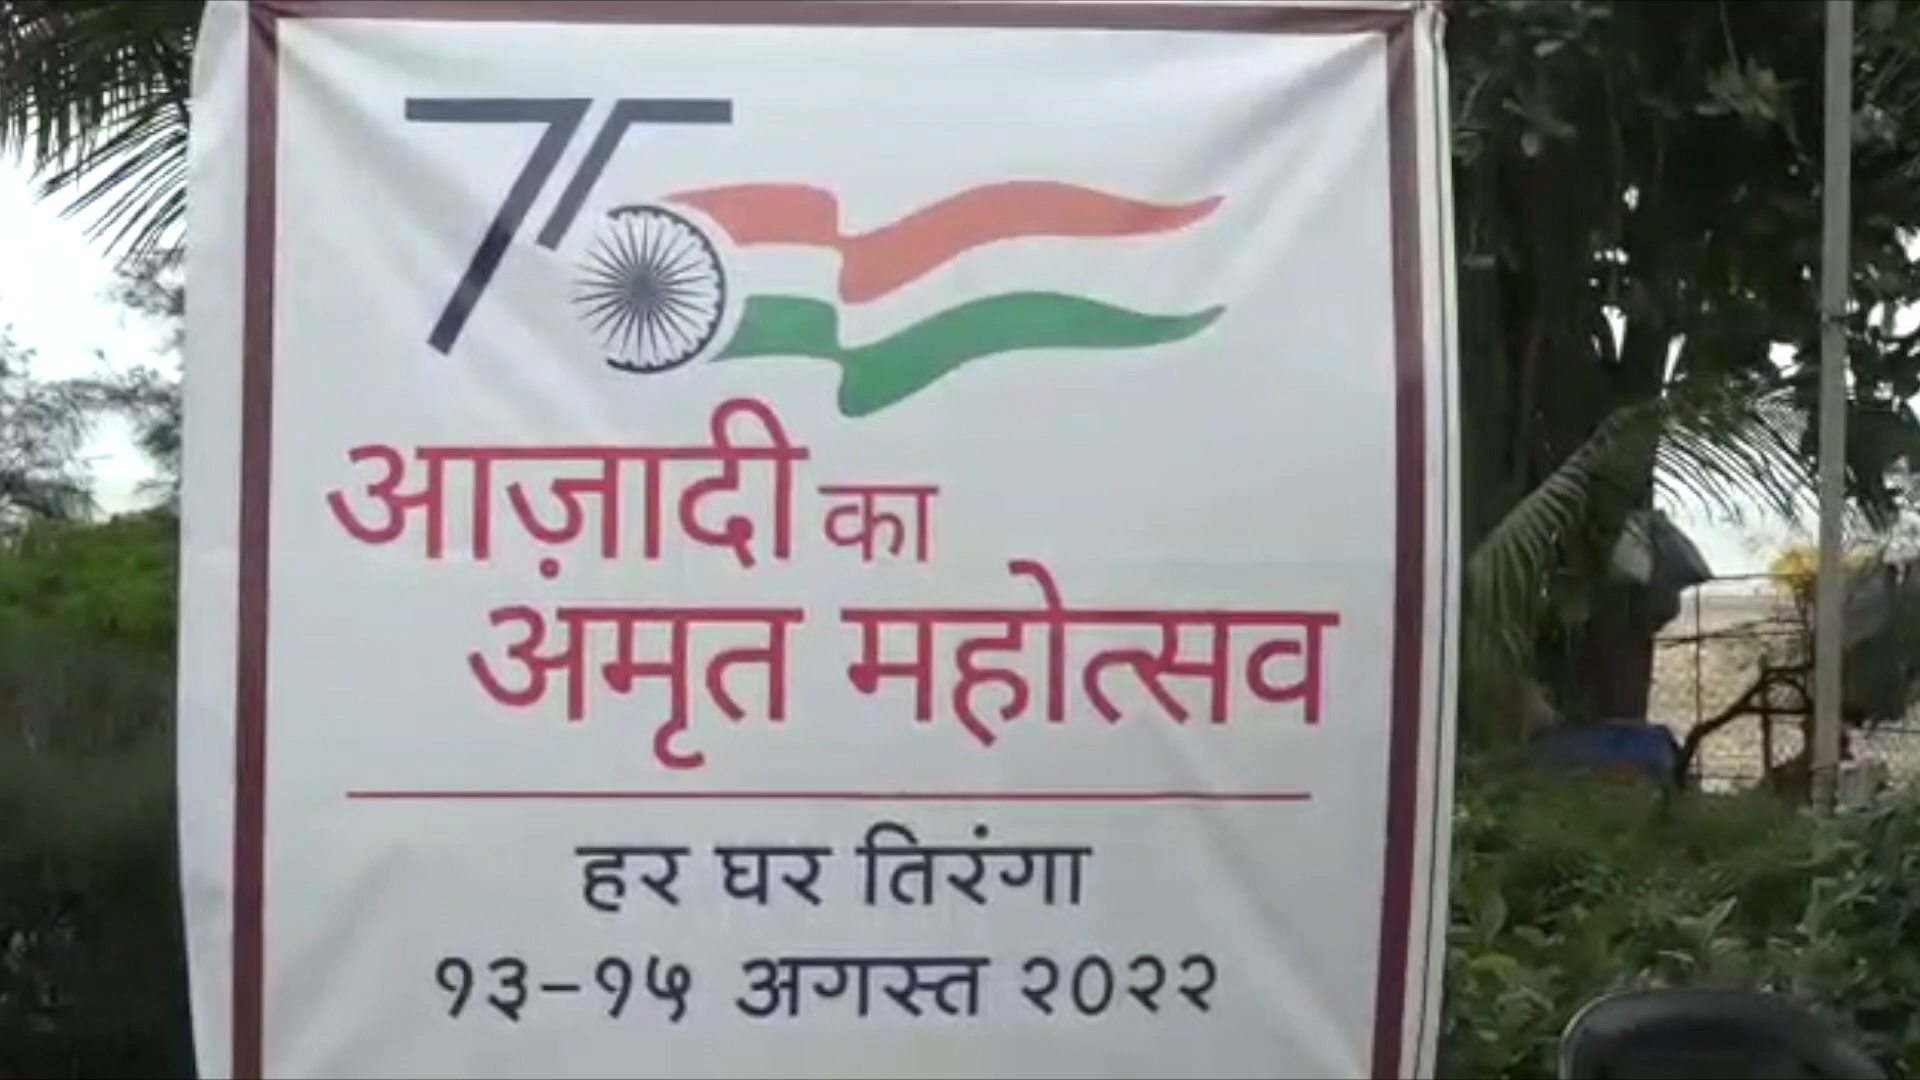 75
आज़ादी का
अमृत महोत्सव
हर घर तिरंगा
१३-१५ अगस्त २०२२